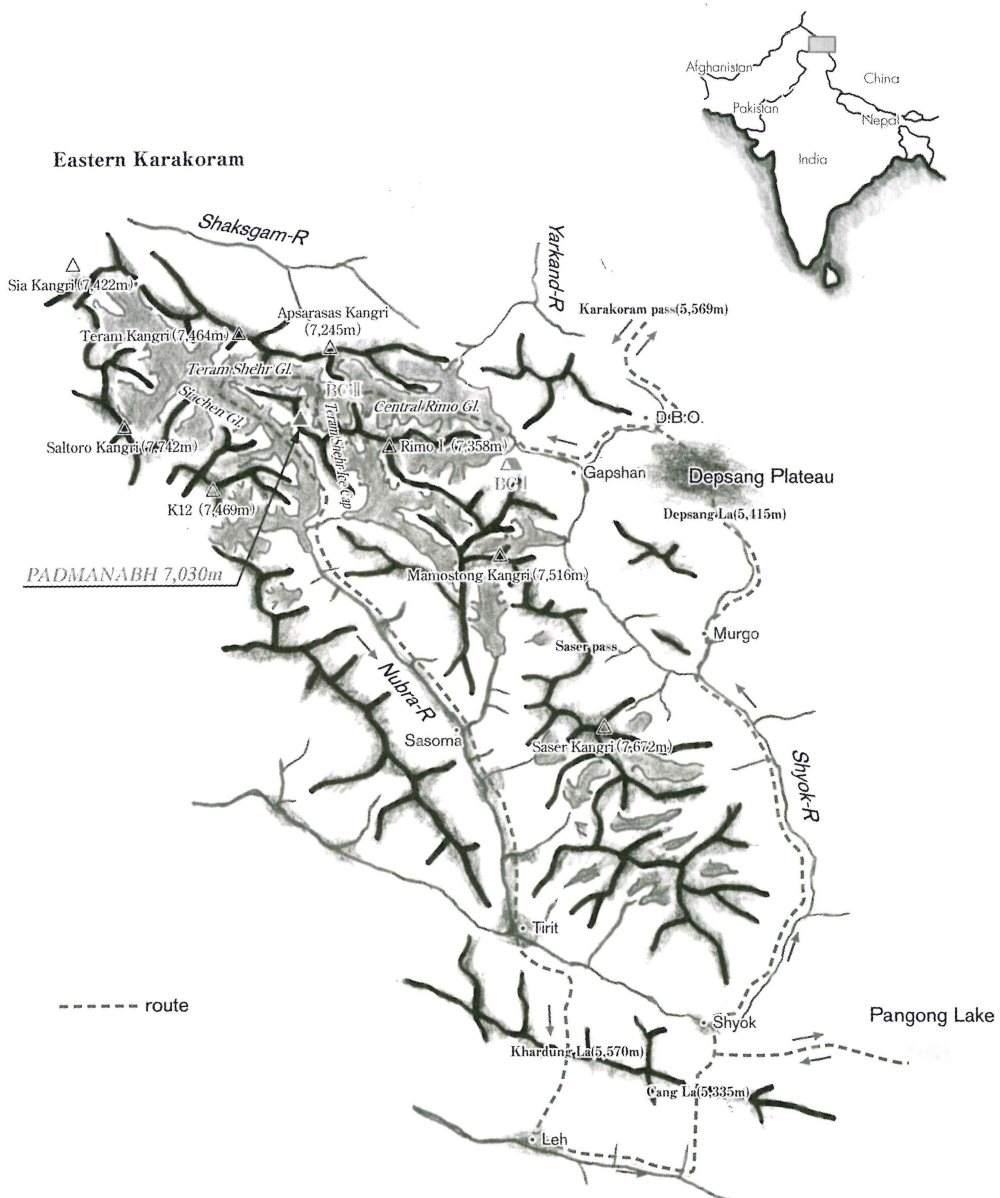 Afghanistan
China
Pakistan
Nepal
India
Eastern Karakoram
Shaksgam-R
Yarkand-R
Sia Kangri (7,422m)
Karakoram pass(5,569m)
Apsarasas Kangri
(7,245m)
Teram Kangri (7,464m)
Teram Shehr Gl.
BCII
Siachen Gl.
Central Rimo Gl.
Teram Shehr Ice Cap
D.B.O.
Saltoro Kangri (7,742m)
Rimo I (7,358m)
Gapshan
Depsang Plateau
BCI
K12 (7,469m)
Depsang La(5,415m)
PADMANABH 7,030m
Mamostong Kangri (7,516m)
Murgo
Saser pass
Nubra-R
Sasoma
Saser Kangri (7,672m)
Shyok-R
Tirit
route
Shyok
Pangong Lake
Khardung La(5,570m)
Cang La(5,335m)
Leh